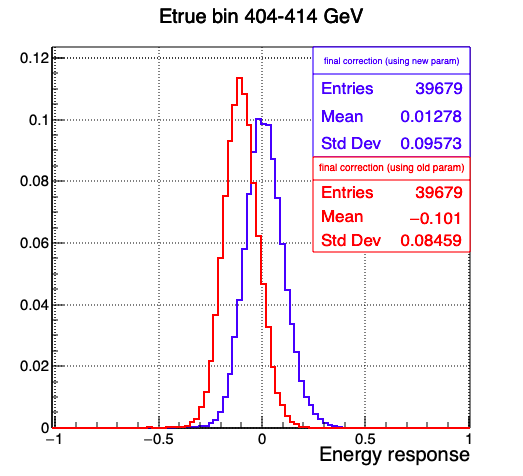 Etrue bin 404-414 GeV
0.12
0.1
0.08
0.06
0.04
0.02
0
−1
−0.5
0
0.5
1
Energy response
final correction (using new param)
Entries 39679
Mean 0.01278
Std Dev 0.09573
final correction (using old param)
Entries 39679
Mean −0.101
Std Dev 0.08459